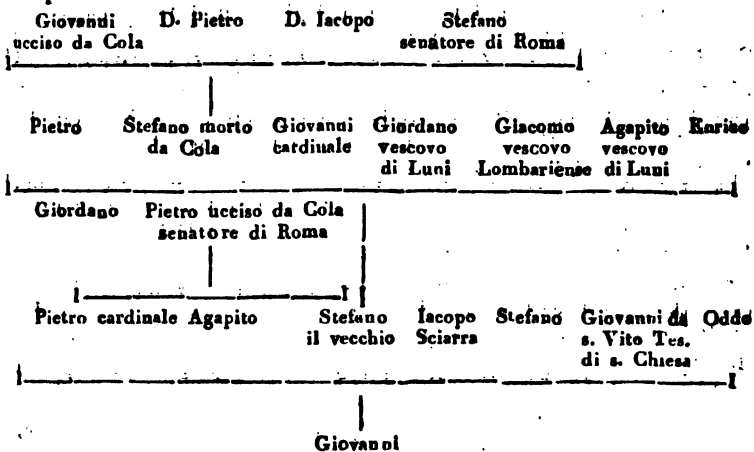 Giovanni D. Pietro D. Iacopo Stefano
ucciso da Cola senatore di Roma
Pietro Stefano morto Giovanni Giordano Giacomo Agapito Enrico
da Cola cardinale vescovo vescovo vescovo
di Luni Lombariense di Luni
Giordano Pietro ucciso da Cola
senatore di Roma
Pietro cardinale Agapito Stefano Iacopo Stefano Giovanni da Oddo
il vecchio Sciarra s. Vito Tes.
di s. Chiesa
Giovanni